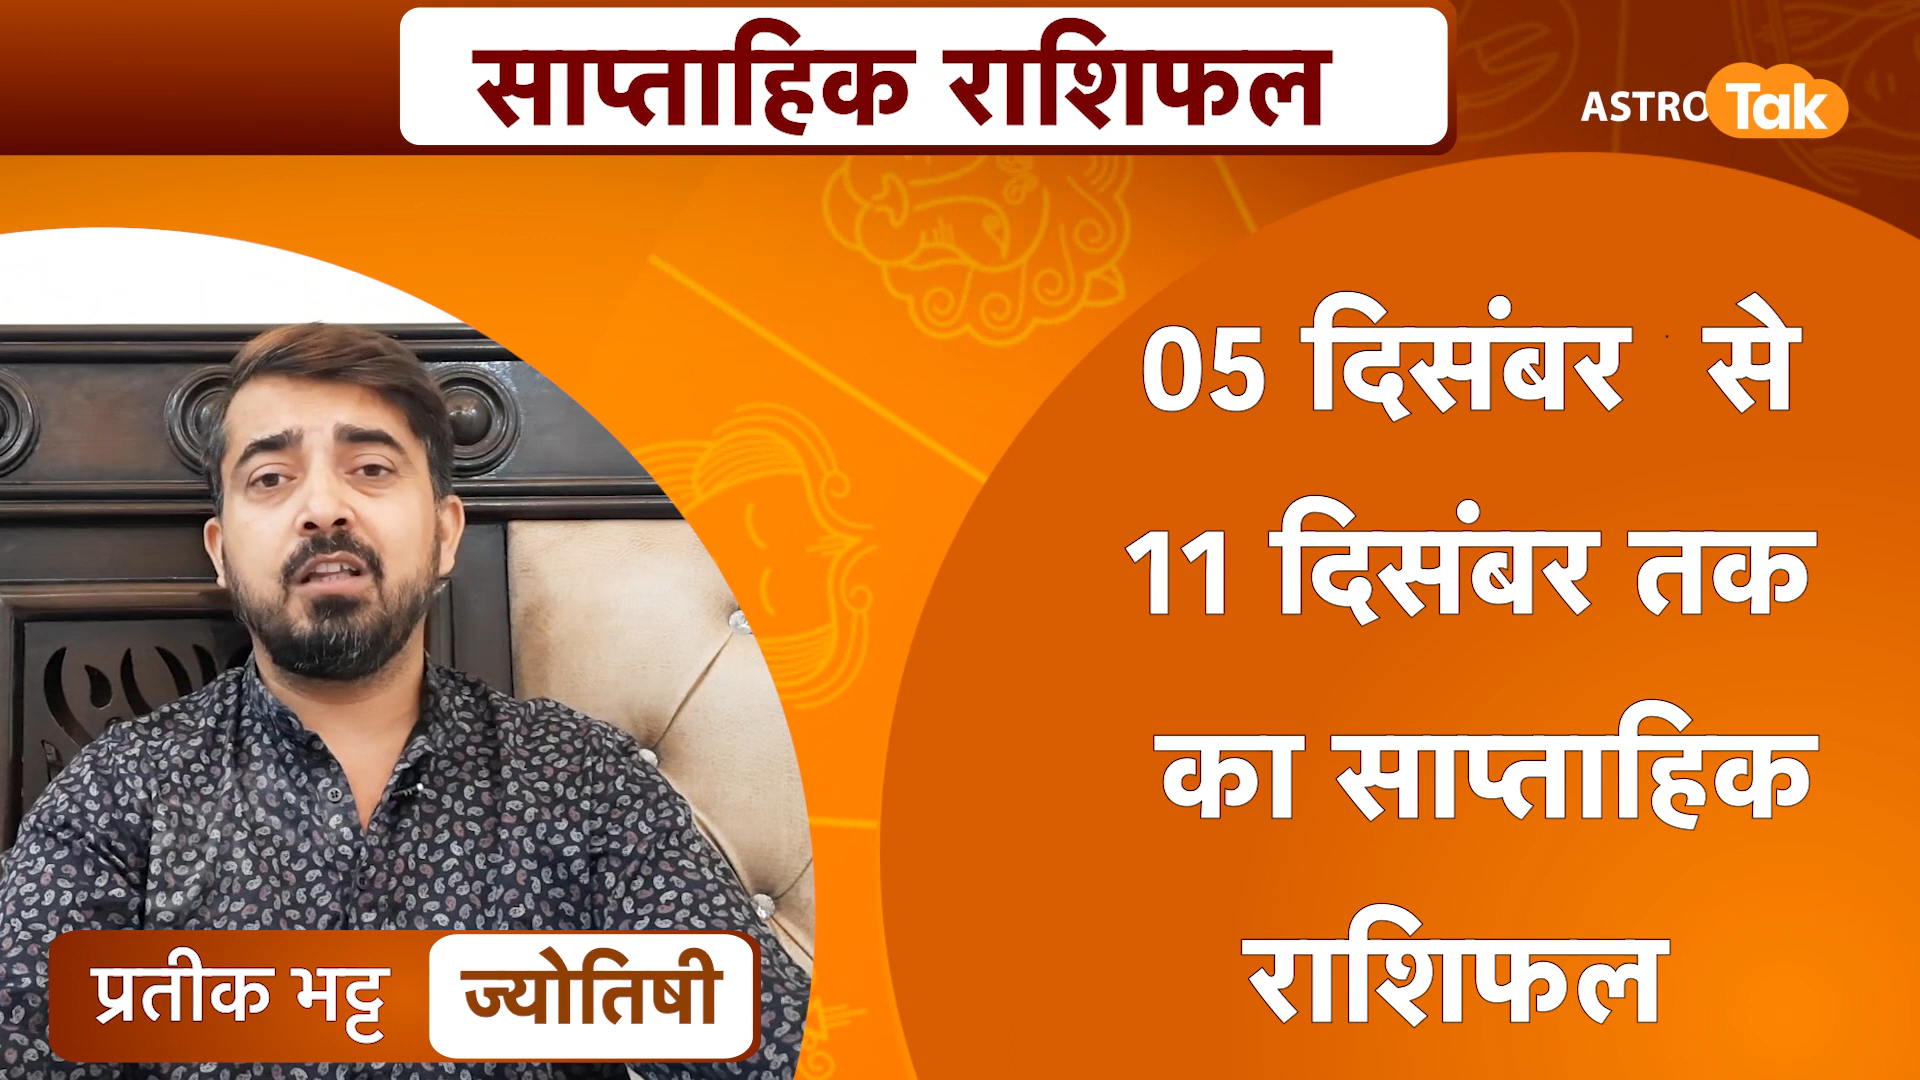 साप्ताहिक राशिफल
ASTRO Tak
05 दिसंबर से
11 दिसंबर तक
का साप्ताहिक
राशिफल
प्रतीक भट्ट ज्योतिषी